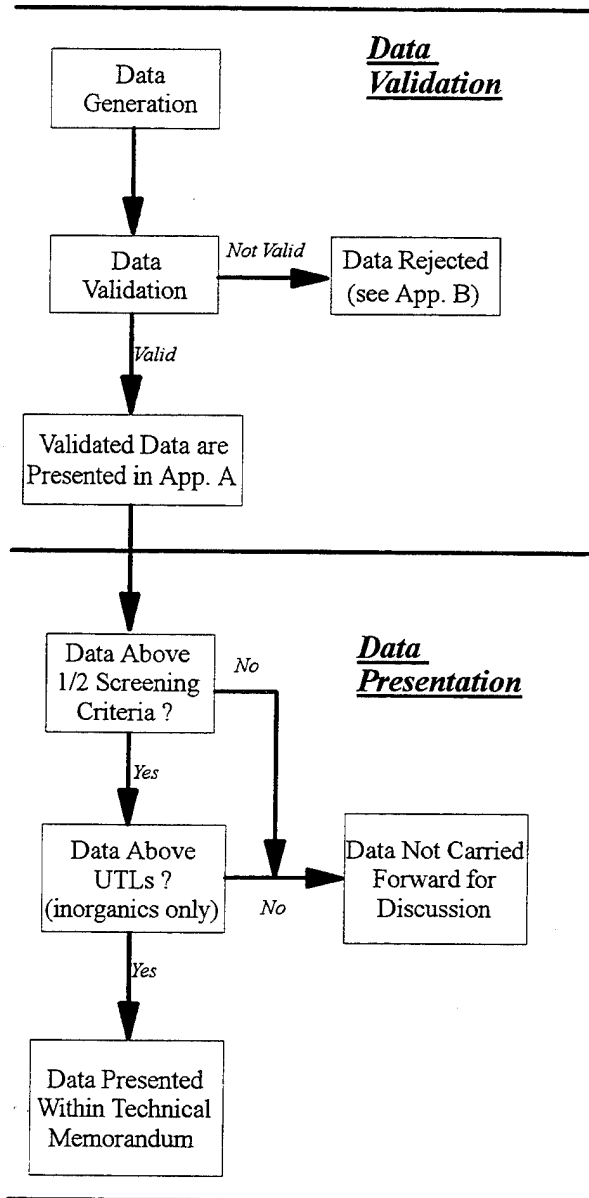 Data
Validation
Data
Generation
Data
Validation
Not Valid
Data Rejected
(see App. B)
Valid
Validated Data are
Presented in App. A
Data
Presentation
Data Above
1/2 Screening
Criteria ?
No
Yes
Data Above
UTLs ?
(inorganics only)
No
Data Not Carried
Forward for
Discussion
Yes
Data Presented
Within Technical
Memorandum